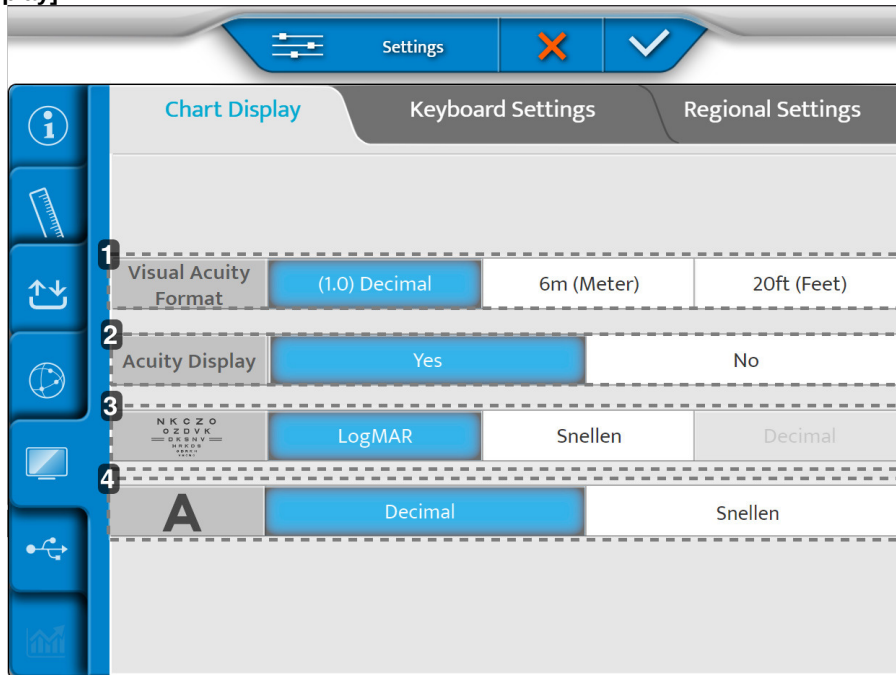 play]
Settings
Chart Display
Keyboard Settings
Regional Settings
1
Visual Acuity
Format
(1.0) Decimal
6m (Meter)
20ft (Feet)
2
Acuity Display
Yes
No
3
N K C Z O
O Z D V K
D K S N V
LogMAR
Snellen
Decimal
4
A
Decimal
Snellen